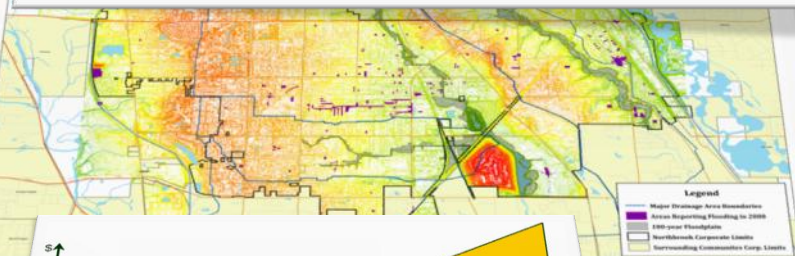 Legend
Major Drainage Area Boundaries
Areas Reporting Flooding in 2008
100-year Floodplain
Northbrook Corporate Limits
Surrounding Communites Corp. Limits
S